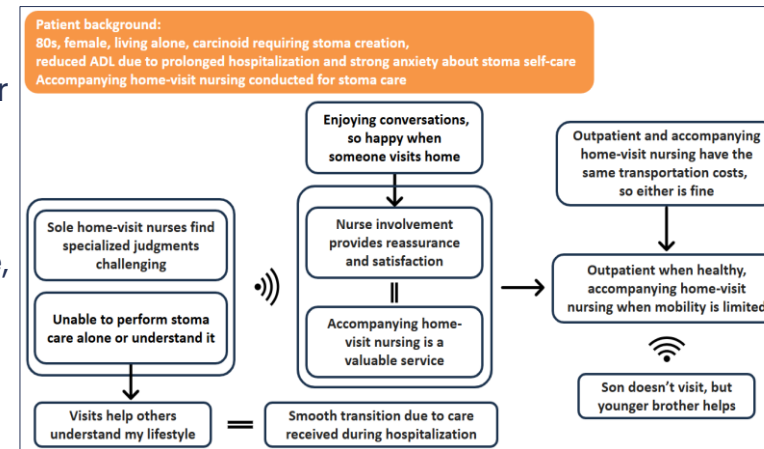 Patient background:
80s, female, living alone, carcinoid requiring stoma creation,
reduced ADL due to prolonged hospitalization and strong anxiety about stoma self-care
Accompanying home-visit nursing conducted for stoma care
r
e,
Enjoying conversations,
so happy when
someone visits home
Outpatient and accompanying
home-visit nursing have the
same transportation costs,
so either is fine
Sole home-visit nurses find
specialized judgments
challenging
Nurse involvement
provides reassurance
and satisfaction
Unable to perform stoma
care alone or understand it
Accompanying home-
visit nursing is a
valuable service
Outpatient when healthy,
accompanying home-visit
nursing when mobility is limited
Visits help others
understand my lifestyle
Smooth transition due to care
received during hospitalization
Son doesn't visit, but
younger brother helps